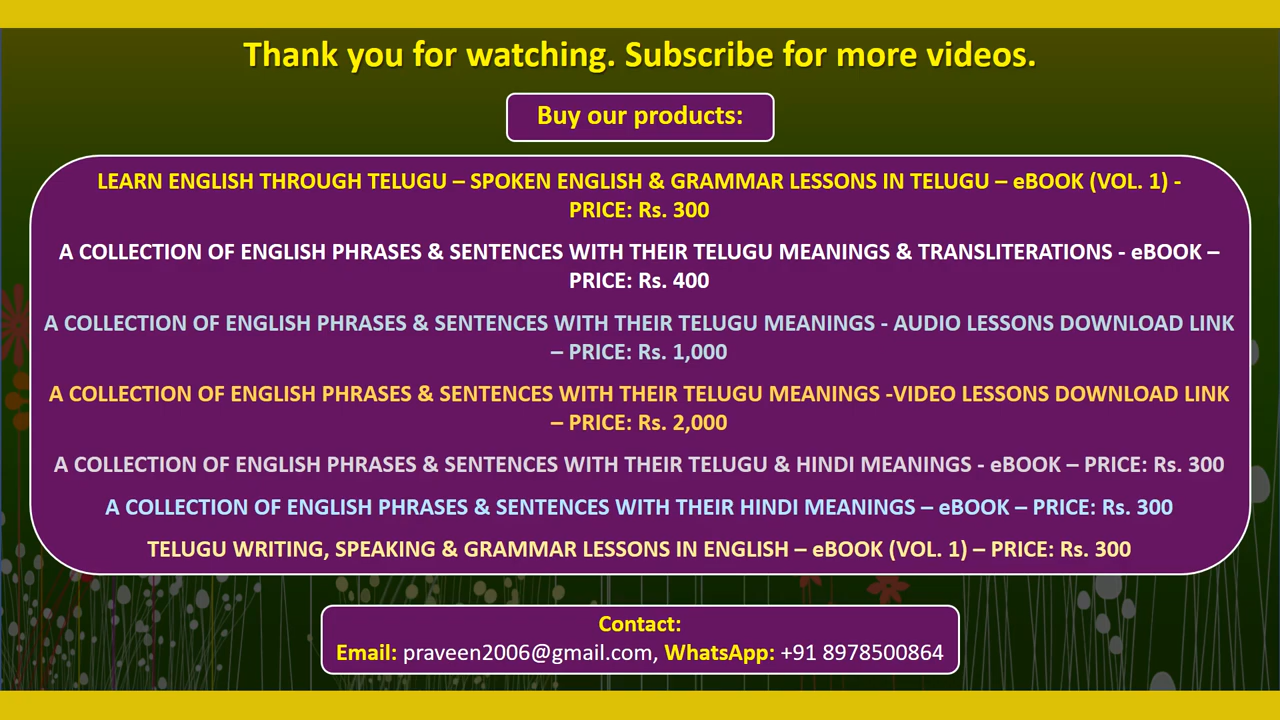 Thank you for watching. Subscribe for more videos.
Buy our products:
LEARN ENGLISH THROUGH TELUGU – SPOKEN ENGLISH & GRAMMAR LESSONS IN TELUGU – eBOOK (VOL. 1) -
PRICE: Rs. 300
A COLLECTION OF ENGLISH PHRASES & SENTENCES WITH THEIR TELUGU MEANINGS & TRANSLITERATIONS - eBOOK –
PRICE: Rs. 400
A COLLECTION OF ENGLISH PHRASES & SENTENCES WITH THEIR TELUGU MEANINGS - AUDIO LESSONS DOWNLOAD LINK
– PRICE: Rs. 1,000
A COLLECTION OF ENGLISH PHRASES & SENTENCES WITH THEIR TELUGU MEANINGS -VIDEO LESSONS DOWNLOAD LINK
– PRICE: Rs. 2,000
A COLLECTION OF ENGLISH PHRASES & SENTENCES WITH THEIR TELUGU & HINDI MEANINGS - eBOOK – PRICE: Rs. 300
A COLLECTION OF ENGLISH PHRASES & SENTENCES WITH THEIR HINDI MEANINGS – eBOOK – PRICE: Rs. 300
TELUGU WRITING, SPEAKING & GRAMMAR LESSONS IN ENGLISH – eBOOK (VOL. 1) – PRICE: Rs. 300
Contact:
Email: praveen2006@gmail.com, WhatsApp: +91 8978500864